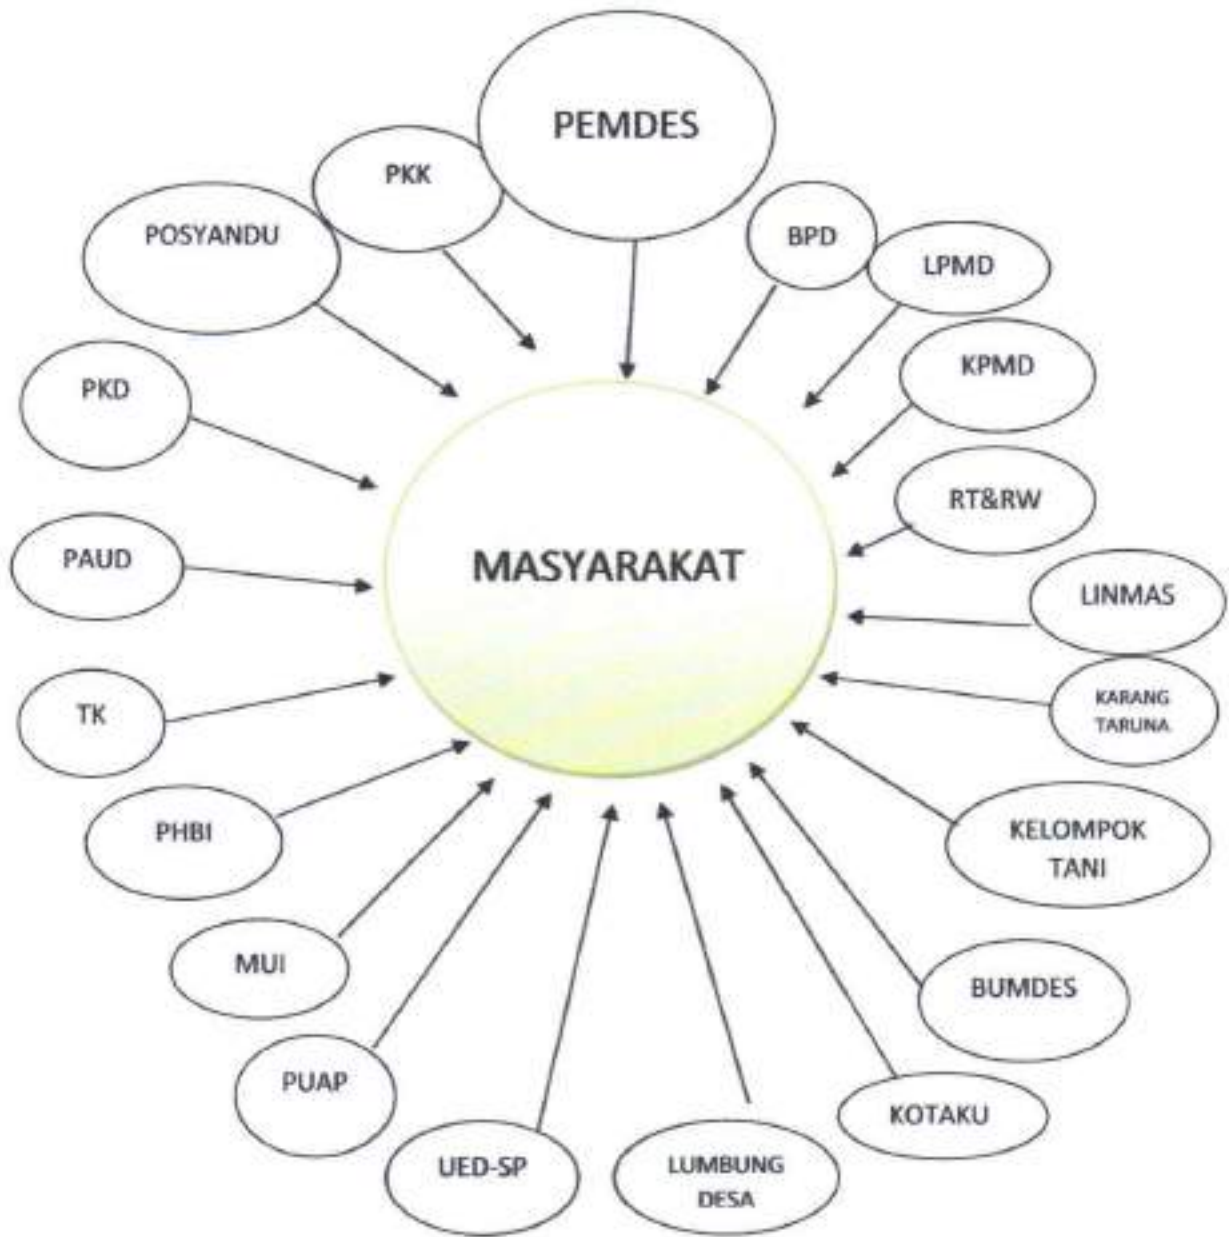 PEMDES
PKK
POSYANDU
BPD
LPMD
KPMD
PKD
RT&RW
PAUD
MASYARAKAT
LINMAS
TK
KARANG
TARUNA
PHBI
KELOMPOK
TANI
MUI
BUMDES
PUAP
KOTAKU
UED-SP
LUMBUNG
DESA